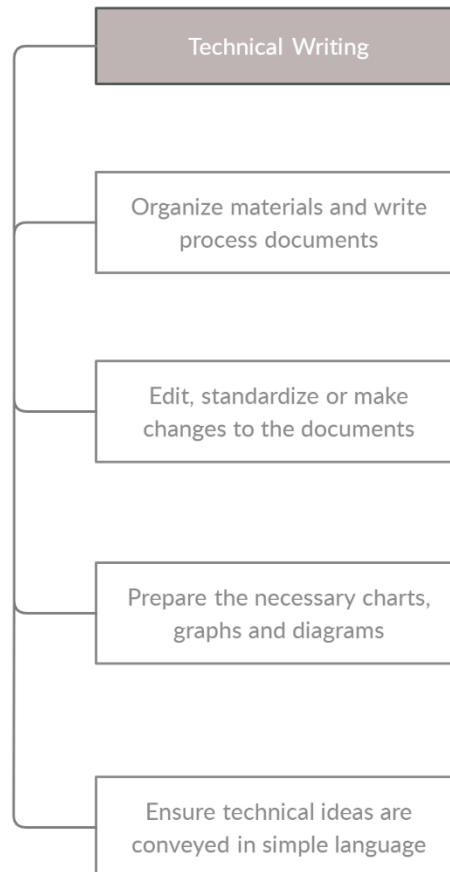 Technical Writing
Organize materials and write
process documents
Edit, standardize or make
changes to the documents
Prepare the necessary charts,
graphs and diagrams
Ensure technical ideas are
conveyed in simple language